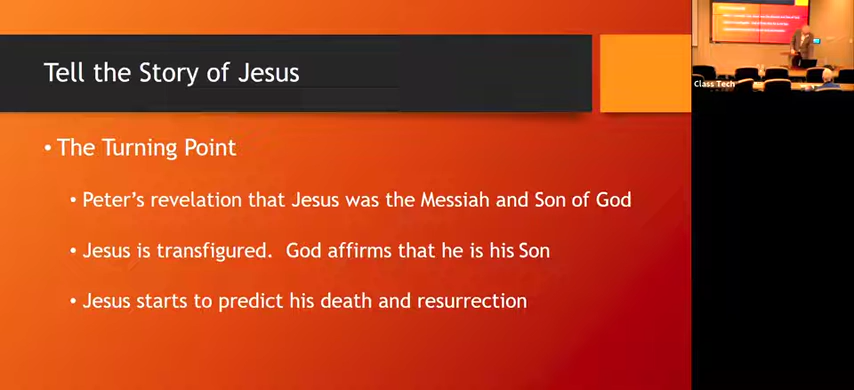 Tell the Story of Jesus
• The Turning Point
• Peter's revelation that Jesus was the Messiah and Son of God
• Jesus is transfigured.  God affirms that he is his Son
• Jesus starts to predict his death and resurrection
Class Tech